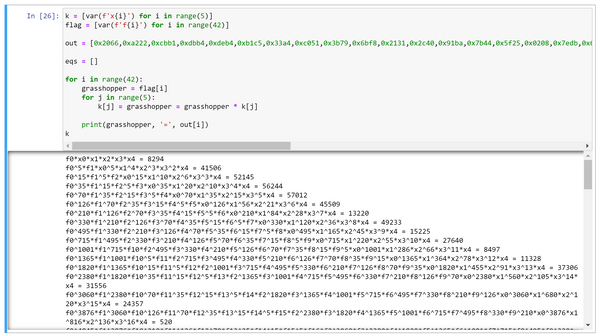 In [26]:
k = [var(f'x{i}') for i in range(5)]
flag = [var(f'f{i}') for i in range(42)]
out = [0x2066,0xa222,0xcbb1,0xdbb4,0xdeb4,0xb1c5,0x33a4,0xc051,0x3b79,0x6bf8,0x2131,0x2c40,0x91ba,0x7b44,0x5f25,0x0208,0x7edb,
eqs = []
for i in range(42):
grasshopper = flag[i]
for j in range(5):
k[j] = grasshopper = grasshopper * k[j]
print(grasshopper, '=', out[i])
k
f0*x0*x1*x2*x3*x4 = 8294
f0^5*f1*x0^5*x1^4*x2^3*x3^2*x4 = 41506
f0^15*f1^5*f2*x0^15*x1^10*x2^6*x3^3*x4 = 52145
f0^35*f1^15*f2^5*f3*x0^35*x1^20*x2^10*x3^4*x4 = 56244
f0^70*f1^35*f2^15*f3^5*f4*x0^70*x1^35*x2^15*x3^5*x4 = 57012
f0^126*f1^70*f2^35*f3^15*f4^5*f5*x0^126*x1^56*x2^21*x3^6*x4 = 45509
f0^210*f1^126*f2^70*f3^35*f4^15*f5^5*f6*x0^210*x1^84*x2^28*x3^7*x4 = 13220
f0^330*f1^210*f2^126*f3^70*f4^35*f5^15*f6^5*f7*x0^330*x1^120*x2^36*x3^8*x4 = 49233
f0^495*f1^330*f2^210*f3^126*f4^70*f5^35*f6^15*f7^5*f8*x0^495*x1^165*x2^45*x3^9*x4 = 15225
f0^715*f1^495*f2^330*f3^210*f4^126*f5^70*f6^35*f7^15*f8^5*f9*x0^715*x1^220*x2^55*x3^10*x4 = 27640
f0^1001*f1^715*f10*f2^495*f3^330*f4^210*f5^126*f6^70*f7^35*f8^15*f9^5*x0^1001*x1^286*x2^66*x3^11*x4 = 8497
f0^1365*f1^1001*f10^5*f11*f2^715*f3^495*f4^330*f5^210*f6^126*f7^70*f8^35*f9^15*x0^1365*x1^364*x2^78*x3^12*x4 = 11328
f0^1820*f1^1365*f10^15*f11^5*f12*f2^1001*f3^715*f4^495*f5^330*f6^210*f7^126*f8^70*f9^35*x0^1820*x1^455*x2^91*x3^13*x4 = 37306
f0^2380*f1^1820*f10^35*f11^15*f12^5*f13*f2^1365*f3^1001*f4^715*f5^495*f6^330*f7^210*f8^126*f9^70*x0^2380*x1^560*x2^105*x3^14*x
4 = 31556
f0^3060*f1^2380*f10^70*f11^35*f12^15*f13^5*f14*f2^1820*f3^1365*f4^1001*f5^715*f6^495*f7^330*f8^210*f9^126*x0^3060*x1^680*x2^12
0*x3^15*x4 = 24357
f0^3876*f1^3060*f10^126*f11^70*f12^35*f13^15*f14^5*f15*f2^2380*f3^1820*f4^1365*f5^1001*f6^715*f7^495*f8^330*f9^210*x0^3876*x1^
816*x2^136*x3^16*x4 = 520